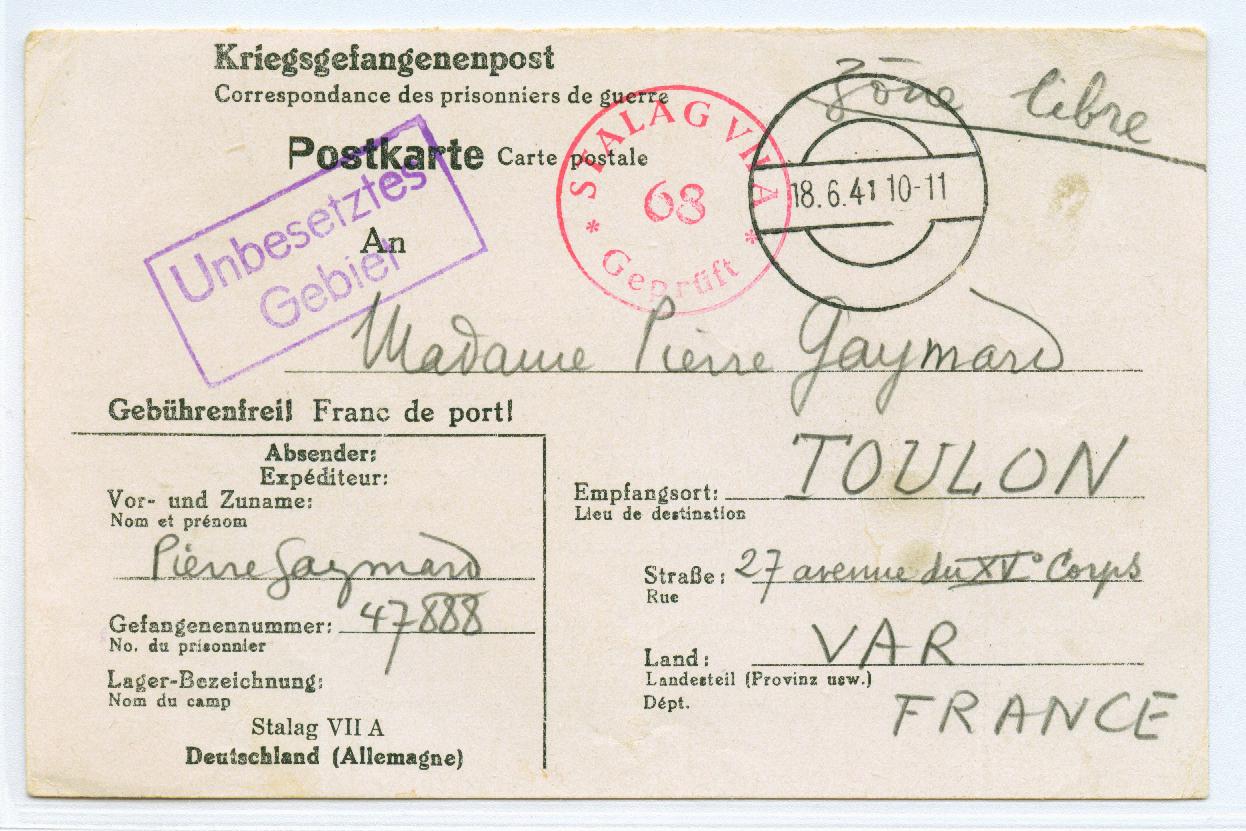 Kriegsgefangenenpost
Correspondance des prisonniers de guerre
Zône libre
Postkarte Carte postale
* STALAG VII A *
68
Geprüft
18.6.41 10-11
Unbesetztes
Gebiet
An
Madame Pierre Gaymard
Gebührenfrei! Franc de port!
Absender:
Expéditeur:
Vor- und Zuname:
Nom et prénom
Pierre Gaymard
Gefangenennummer: 47888
No. du prisonnier
Lager-Bezeichnung:
Nom du camp
Stalag VII A
Deutschland (Allemagne)
Empfangsort: TOULON
Lieu de destination
Straße: 27 avenue du XVº Corps
Rue
Land: VAR
Landesteil (Provinz usw.)
Dépt.
FRANCE